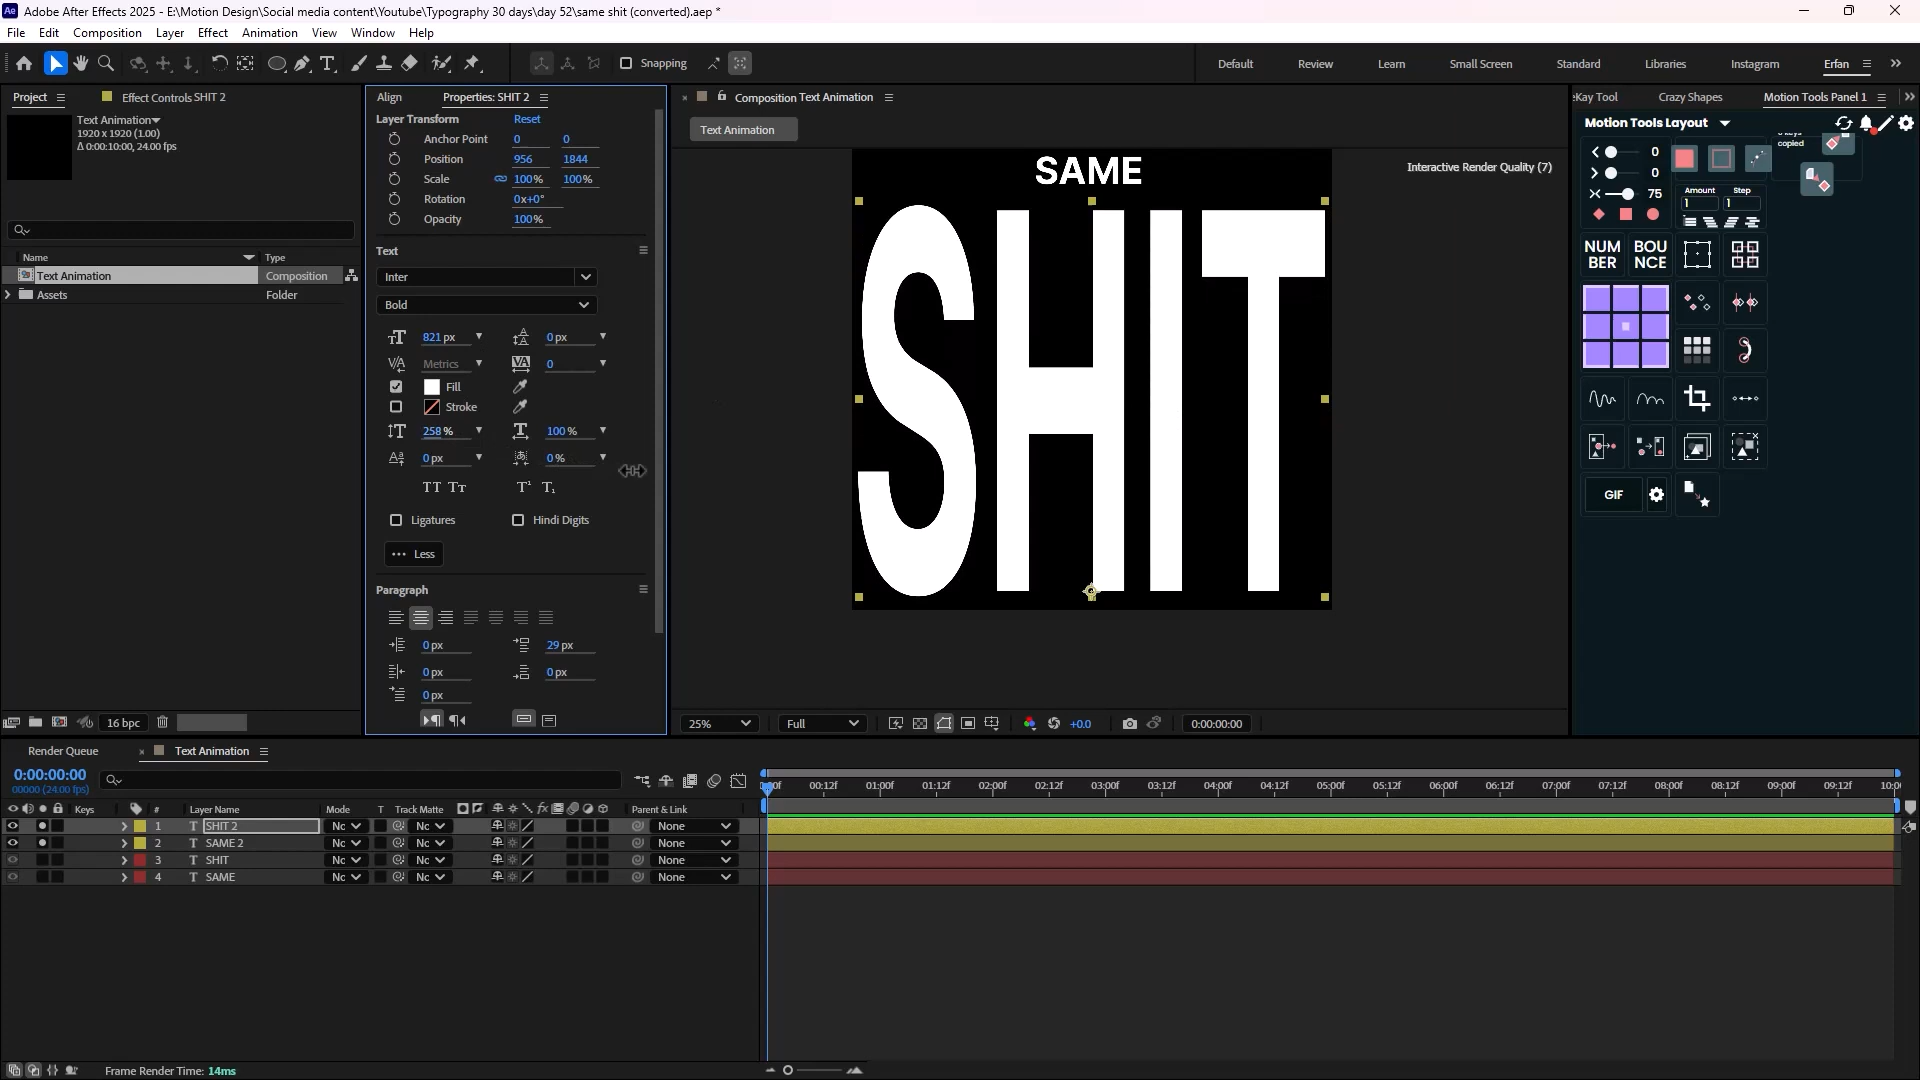 Adobe After Effects 2025 - E:\Motion Design\Social media content\Youtube\Typography 30 days\day 52\same shit (converted).aep *
File Edit Composition Layer Effect Animation View Window Help
Snapping
Default Review Learn Small Screen Standard Libraries Instagram Erfan
Project Effect Controls SHIT 2
Text Animation
1920 x 1920 (1.00)
Δ 0:00:10:00, 24.00 fps
Name Type
Text Animation Composition
Assets Folder
16 bpc
Align Properties: SHIT 2
Layer Transform Reset
Anchor Point 0 0
Position 956 1844
Scale 100% 100%
Rotation 0x+0°
Opacity 100%
Text
Inter
Bold
821 px 0 px
Metrics 0
Fill
Stroke
258 % 100 %
0 px 0 %
Ligatures Hindi Digits
Less
Paragraph
0 px 29 px
0 px 0 px
0 px
Composition Text Animation
Text Animation
Interactive Render Quality (7)
SAME
SHIT
25% Full +0.0 0:00:00:00
eKay Tool Crazy Shapes Motion Tools Panel 1
Motion Tools Layout
copied
0
0
75
Amount Step
1 1
NUM
BER
BOU
NCE
GIF
Render Queue Text Animation
0:00:00:00
00000 (24.00 fps)
00:12f 01:00f 01:12f 02:00f 02:12f 03:00f 03:12f 04:00f 04:12f 05:00f 05:12f 06:00f 06:12f 07:00f 07:12f 08:00f 08:12f 09:00f 09:12f
Keys # Layer Name Mode T Track Matte Parent & Link
1 T SHIT 2 Nc Nc None
2 T SAME 2 Nc Nc None
3 T SHIT Nc Nc None
4 T SAME Nc Nc None
Frame Render Time: 14ms